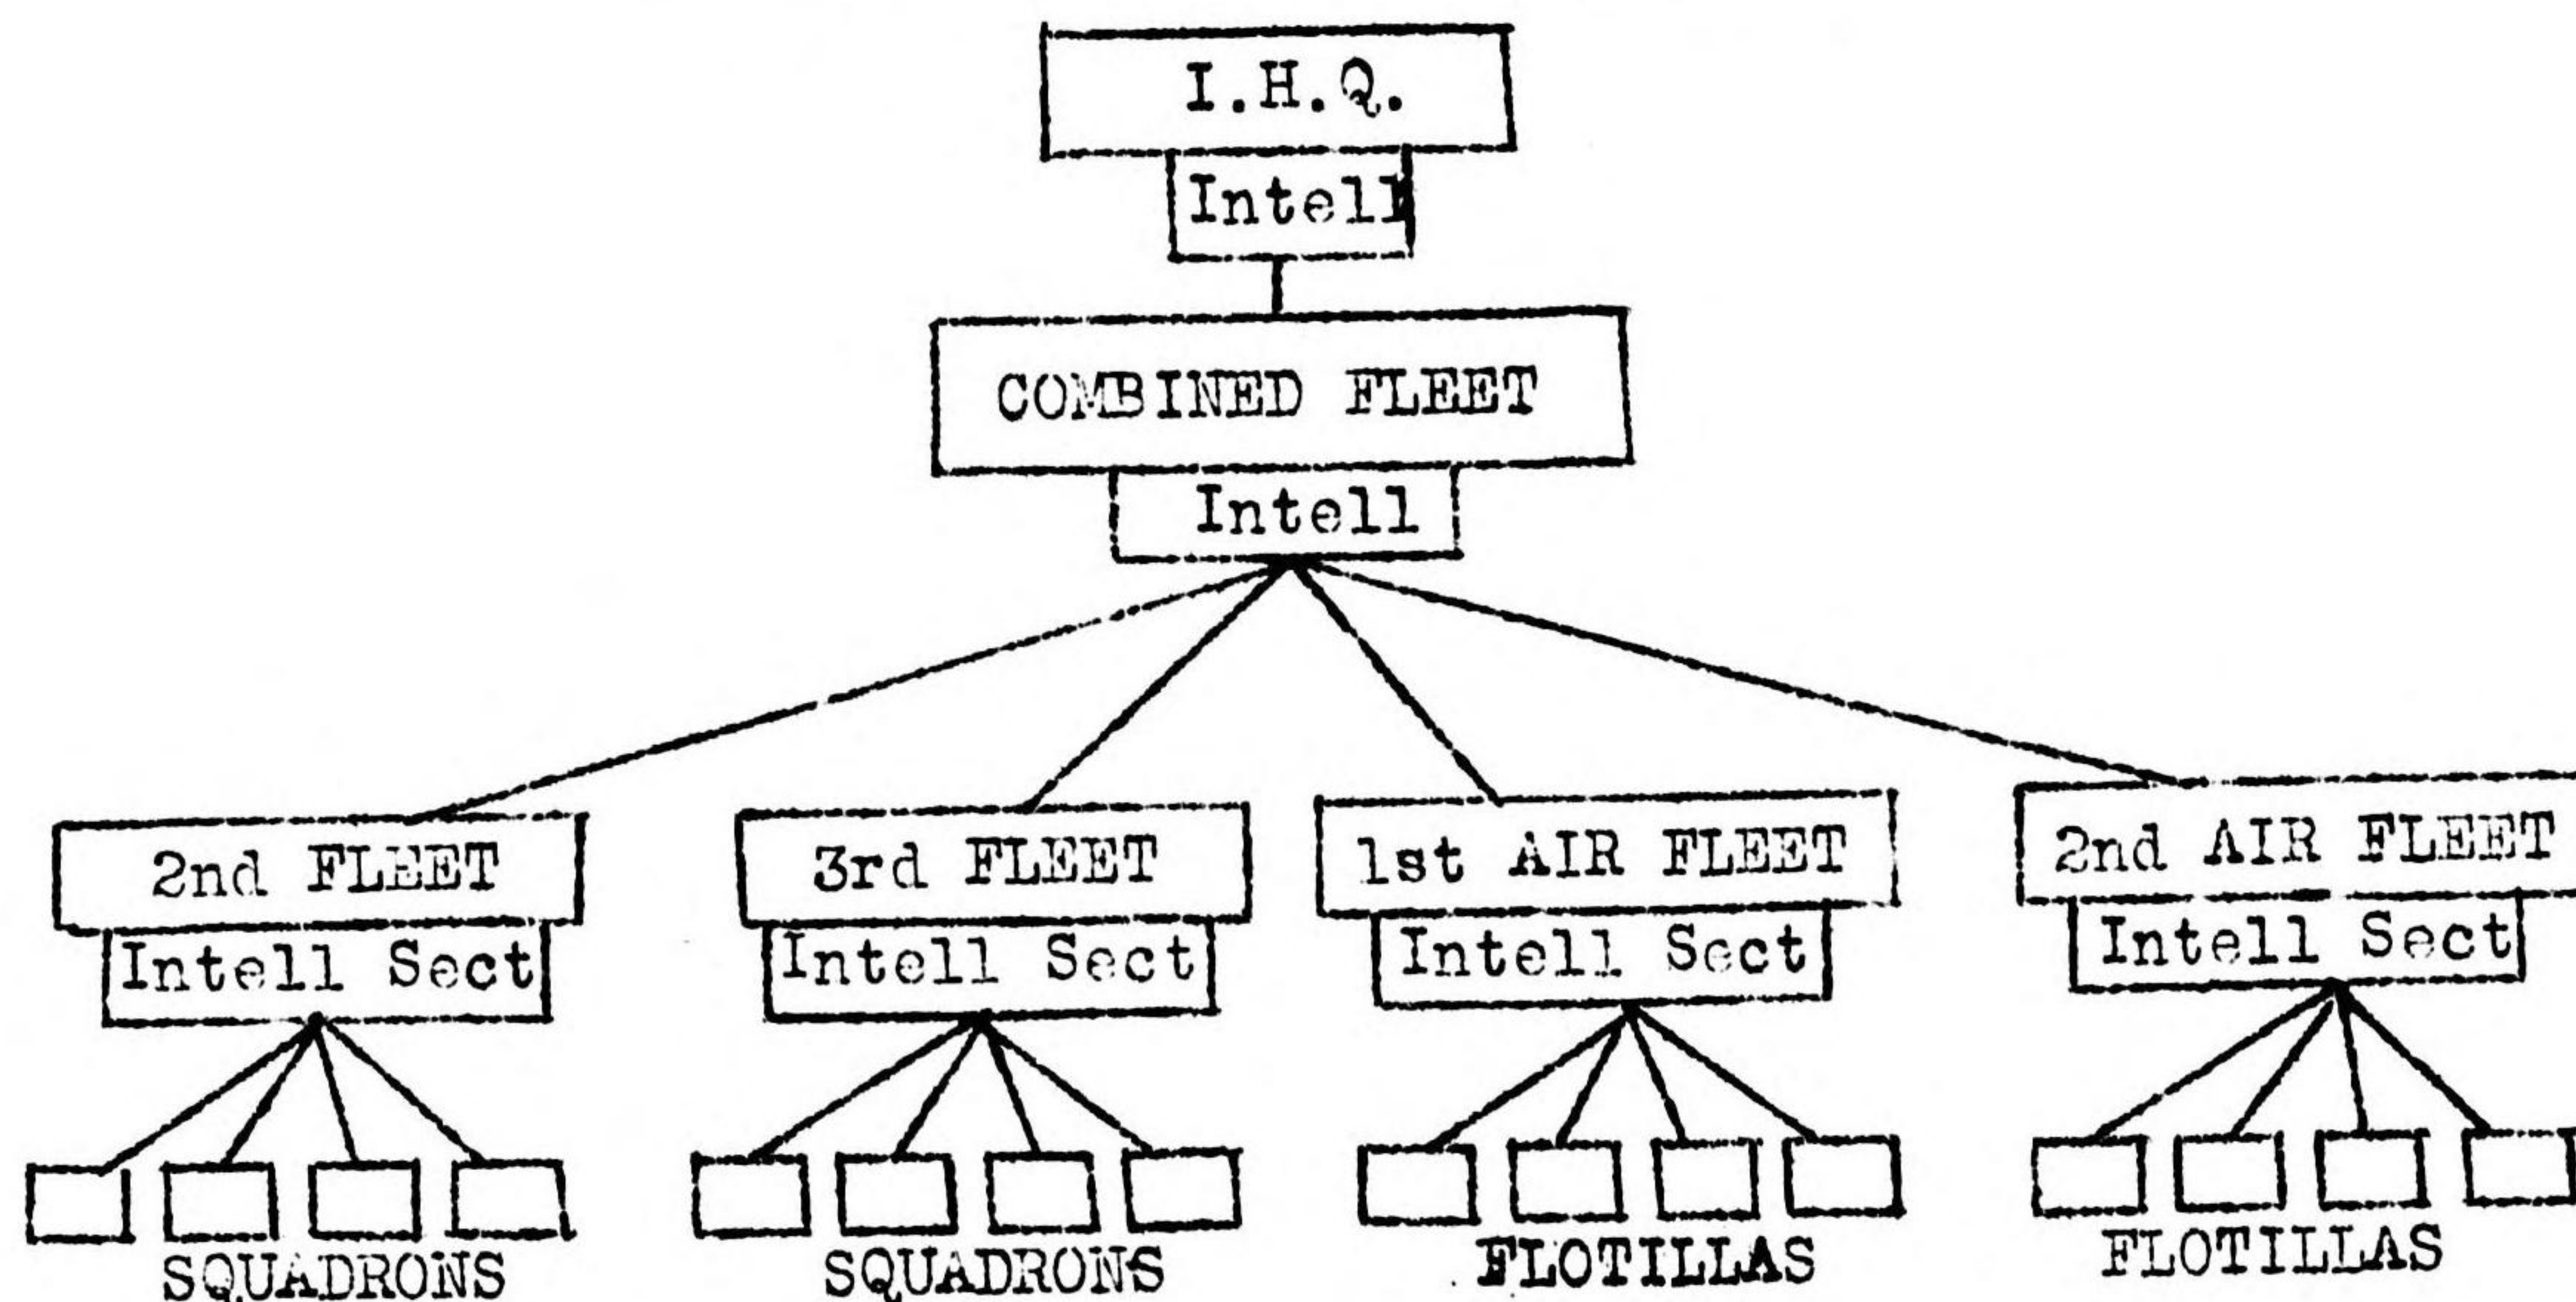 I.H.Q.
Intell
COMBINED FLEET
Intell
2nd FLEET
Intell Sect
3rd FLEET
Intell Sect
1st AIR FLEET
Intell Sect
2nd AIR FLEET
Intell Sect
SQUADRONS
SQUADRONS
FLOTILLAS
FLOTILLAS